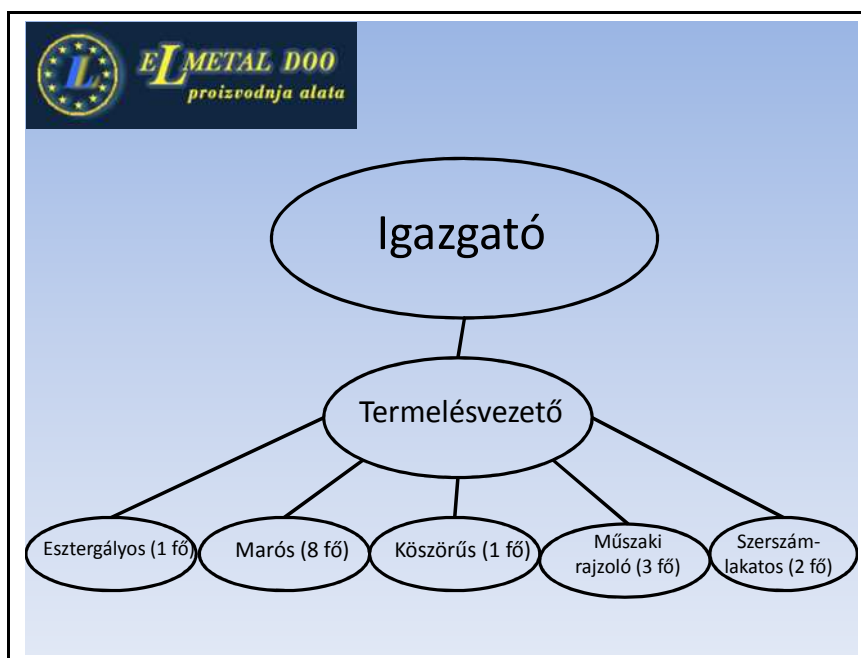 L
ELMETAL DOO
proizvodnja alata
Igazgató
Termelésvezető
Esztergályos (1 fő)
Marós (8 fő)
Köszörűs (1 fő)
Műszaki
rajzoló (3 fő)
Szerszám-
lakatos (2 fő)